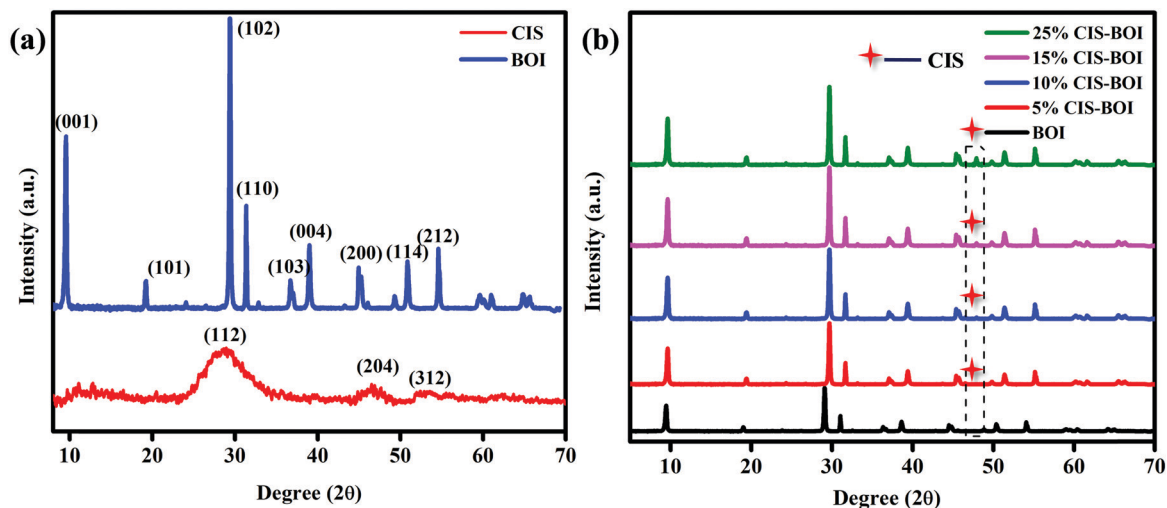 (a)
CIS
BOI
(001)
(101)
(102)
(110)
(103)
(004)
(200)
(114)
(212)
(112)
(204)
(312)
Intensity (a.u.)
10 20 30 40 50 60 70
Degree (2θ)
(b)
CIS
25% CIS-BOI
15% CIS-BOI
10% CIS-BOI
5% CIS-BOI
BOI
Intensity (a.u.)
10 20 30 40 50 60 70
Degree (2θ)